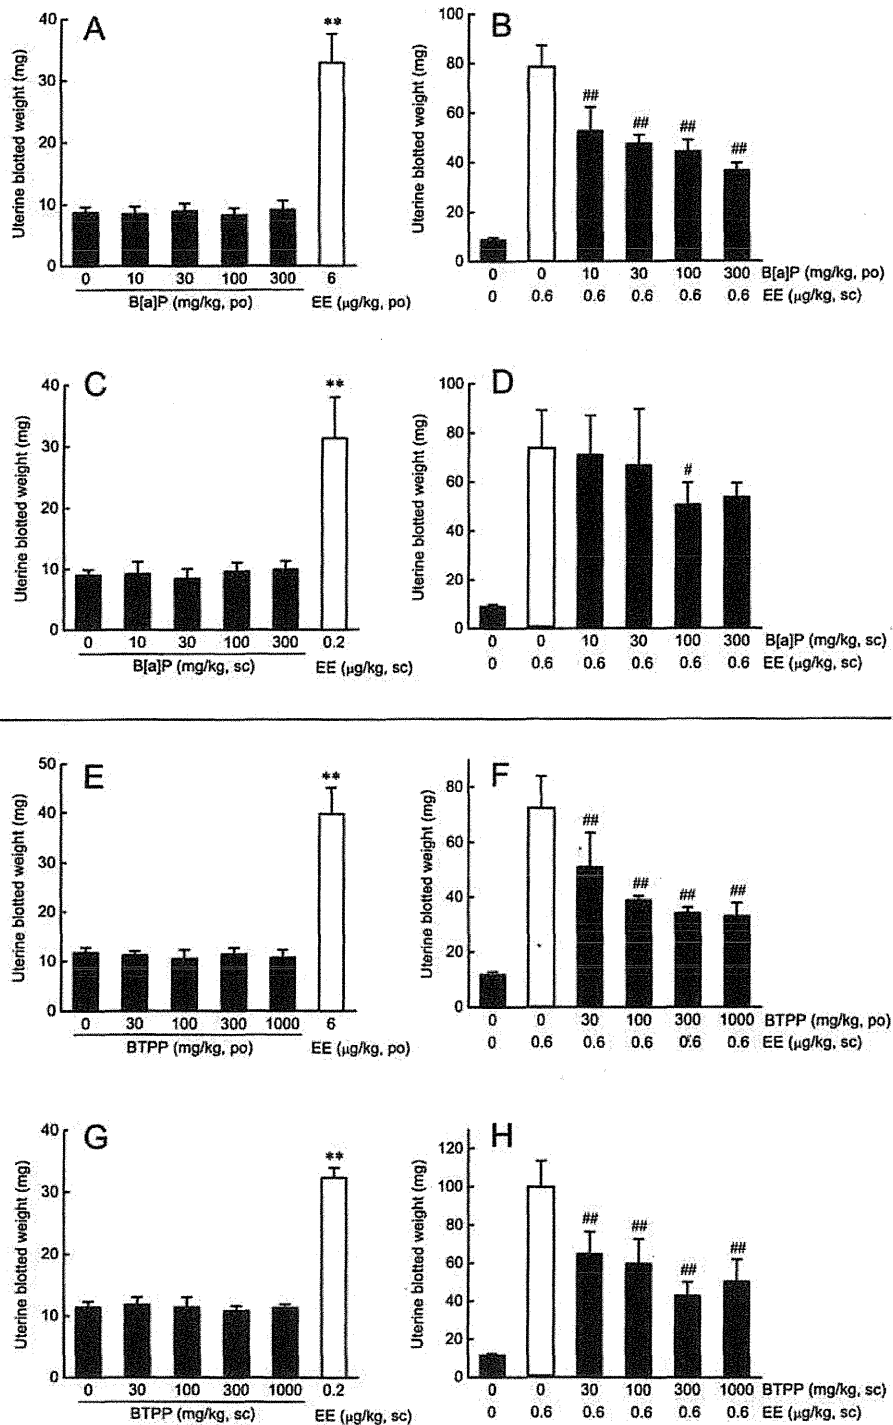 A
Uterine blotted weight (mg)
40
30
20
10
0
**
0 10 30 100 300 6
B[a]P (mg/kg, po) EE (μg/kg, po)
B
Uterine blotted weight (mg)
100
80
60
40
20
0
## ## ## ##
0 0 10 30 100 300 B[a]P (mg/kg, po)
0 0.6 0.6 0.6 0.6 0.6 EE (μg/kg, sc)
C
Uterine blotted weight (mg)
40
30
20
10
0
**
0 10 30 100 300 0.2
B[a]P (mg/kg, sc) EE (μg/kg, sc)
D
Uterine blotted weight (mg)
100
80
60
40
20
0
#
0 0 10 30 100 300 B[a]P (mg/kg, sc)
0 0.6 0.6 0.6 0.6 0.6 EE (μg/kg, sc)
E
Uterine blotted weight (mg)
50
40
30
20
10
0
**
0 30 100 300 1000 6
BTPP (mg/kg, po) EE (μg/kg, po)
F
Uterine blotted weight (mg)
80
60
40
20
0
## ## ## ##
0 0 30 100 300 1000 BTPP (mg/kg, po)
0 0.6 0.6 0.6 0.6 0.6 EE (μg/kg, sc)
G
Uterine blotted weight (mg)
40
30
20
10
0
**
0 30 100 300 1000 0.2
BTPP (mg/kg, sc) EE (μg/kg, sc)
H
Uterine blotted weight (mg)
120
100
80
60
40
20
0
## ## ## ##
0 0 30 100 300 1000 BTPP (mg/kg, sc)
0 0.6 0.6 0.6 0.6 0.6 EE (μg/kg, sc)